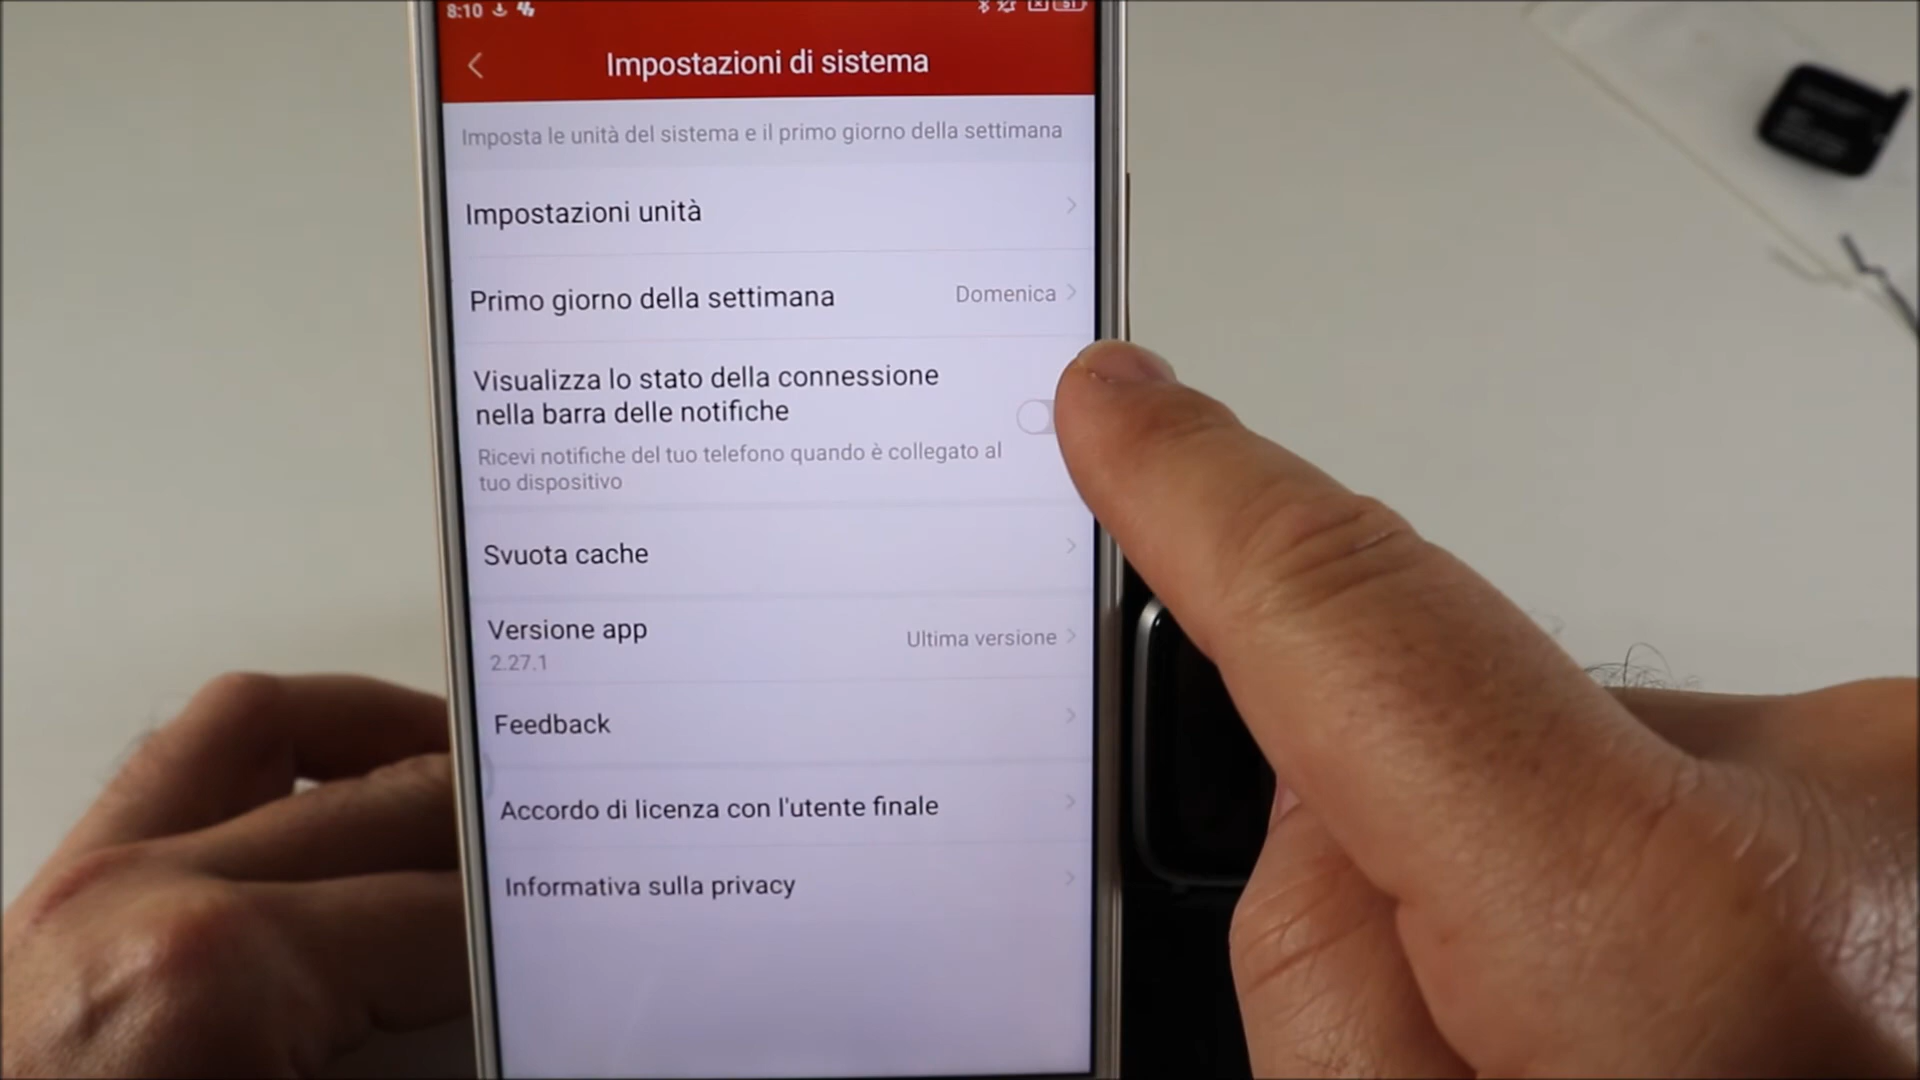 8:10
51
Impostazioni di sistema
Imposta le unità del sistema e il primo giorno della settimana
Impostazioni unità
Primo giorno della settimana Domenica
Visualizza lo stato della connessione
nella barra delle notifiche
Ricevi notifiche del tuo telefono quando è collegato al
tuo dispositivo
Svuota cache
Versione app Ultima versione
2.27.1
Feedback
Accordo di licenza con l'utente finale
Informativa sulla privacy